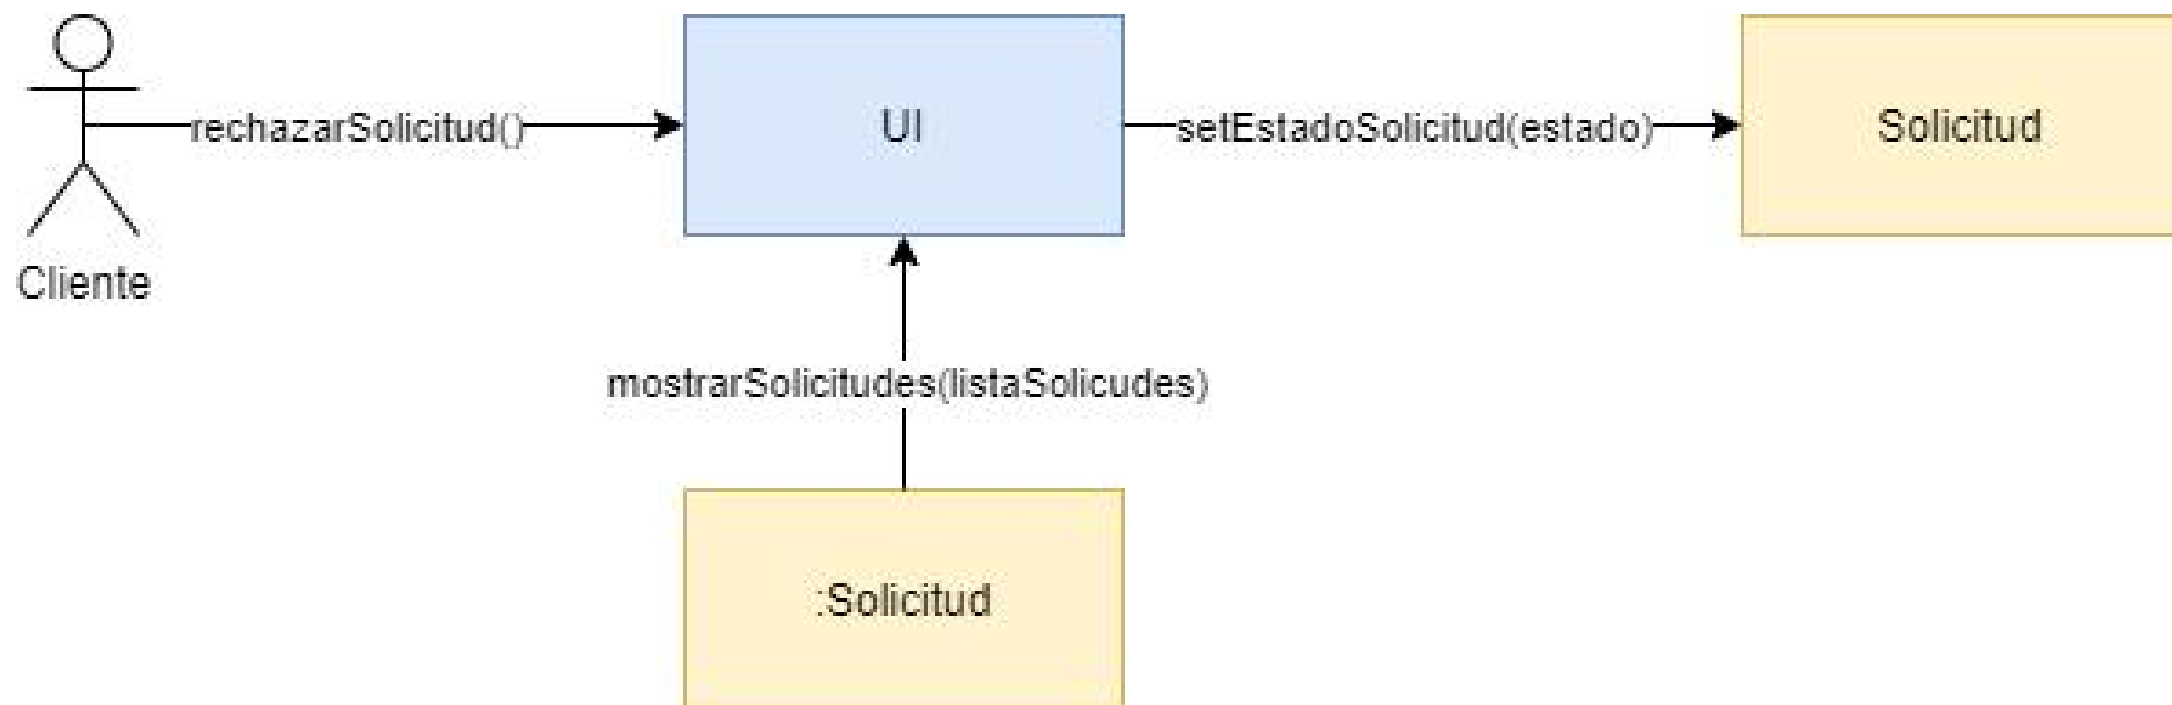 rechazarSolicitud()
UI
setEstadoSolicitud(estado)
Solicitud
Cliente
mostrarSolicitudes(listaSolicudes)
:Solicitud